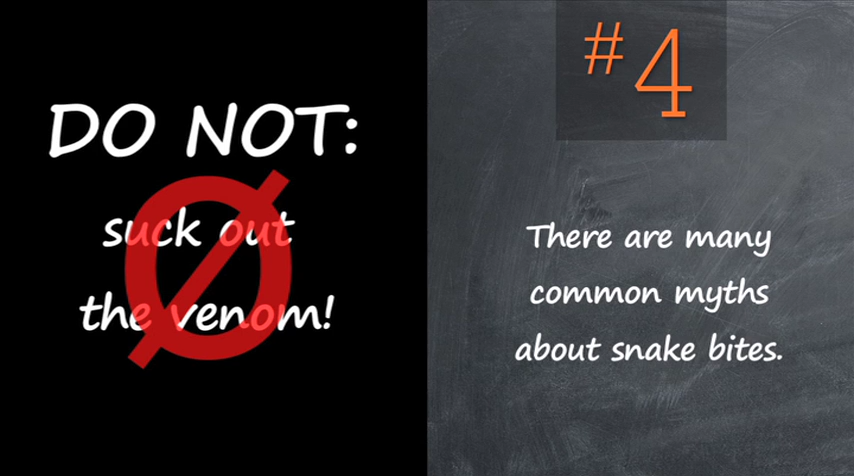 DO NOT:
suck out
the venom!
#4
There are many
common myths
about snake bites.